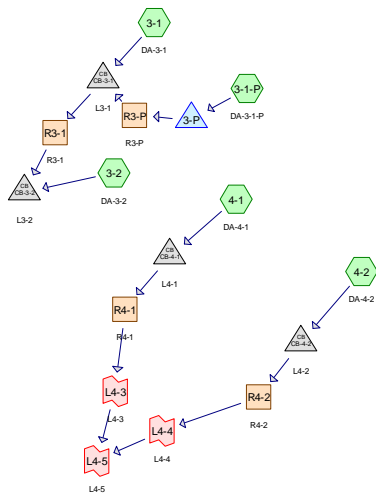 3-1
DA-3-1
CB
CB-3-1
L3-1
3-1-P
DA-3-1-P
R3-P
R3-P
3-P
R3-1
R3-1
CB
CB-3-2
L3-2
3-2
DA-3-2
4-1
DA-4-1
CB
CB-4-1
L4-1
4-2
DA-4-2
R4-1
R4-1
CB
CB-4-2
L4-2
L4-3
L4-3
R4-2
R4-2
L4-4
L4-4
L4-5
L4-5